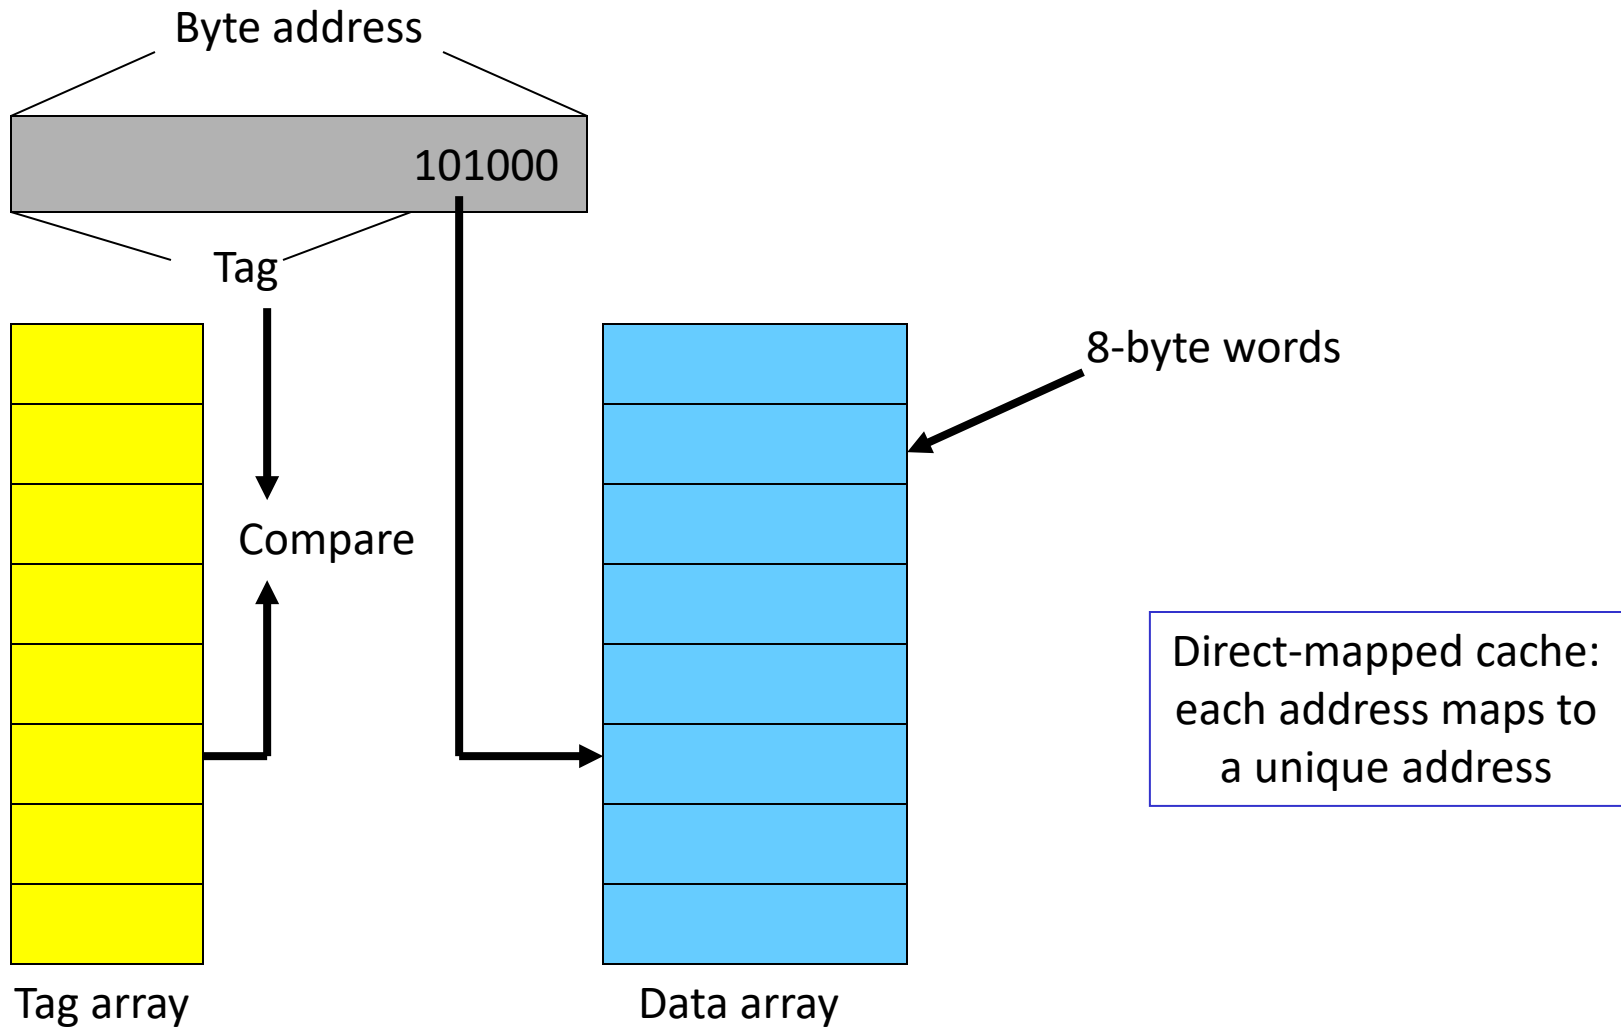 Byte address
101000
Tag
8-byte words
Compare
Direct-mapped cache:
each address maps to
a unique address
Tag array
Data array